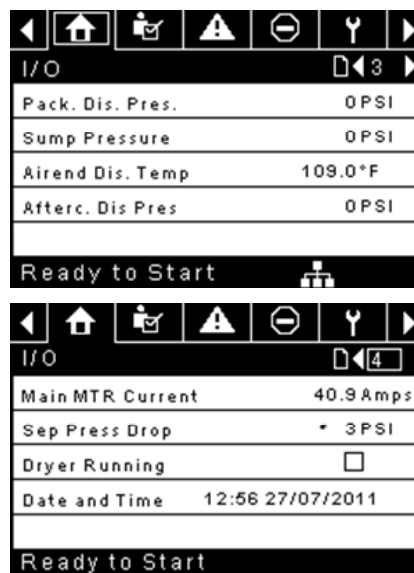 I/O 3
Pack. Dis. Pres. 0PSI
Sump Pressure 0PSI
Airend Dis. Temp 109.0°F
Afterc. Dis Pres 0PSI
Ready to Start
I/O 4
Main MTR Current 40.9Amps
Sep Press Drop - 3PSI
Dryer Running
Date and Time 12:56 27/07/2011
Ready to Start